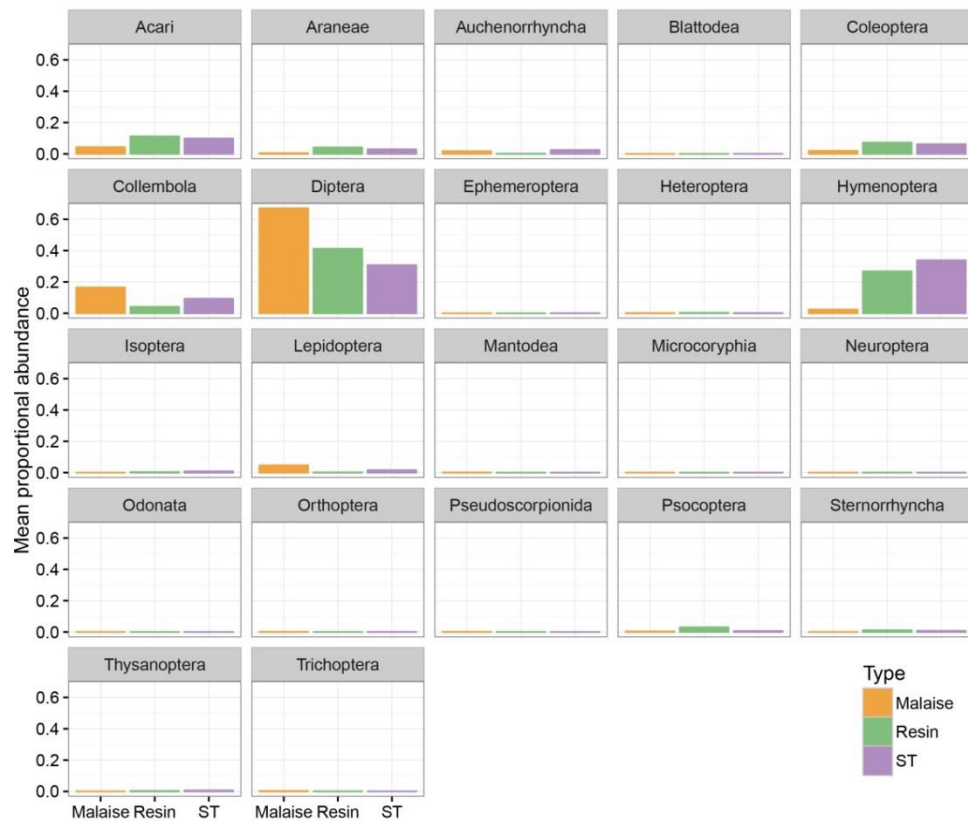 Acari Araneae Auchenorrhyncha Blattodea Coleoptera
0.6
0.4
0.2
0.0
Collembola Diptera Ephemeroptera Heteroptera Hymenoptera
0.6
0.4
0.2
0.0
Isoptera Lepidoptera Mantodea Microcoryphia Neuroptera
0.6
0.4
0.2
0.0
Mean proportional abundance
Odonata Orthoptera Pseudoscorpionida Psocoptera Sternorrhyncha
0.6
0.4
0.2
0.0
Thysanoptera Trichoptera
0.6
0.4
0.2
0.0
Malaise Resin ST Malaise Resin ST
Type
Malaise
Resin
ST